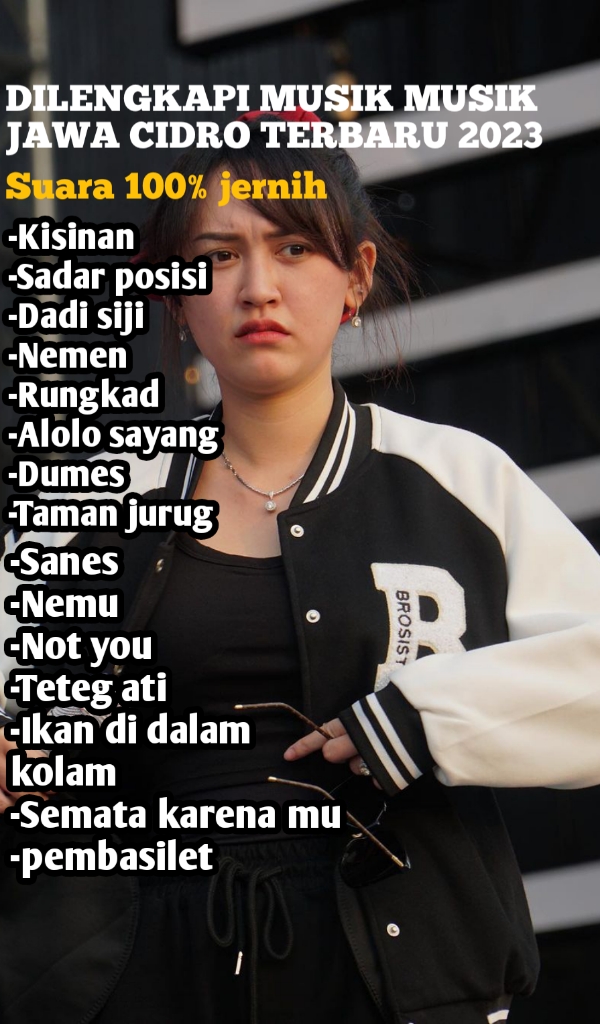 DILENGKAPI MUSIK MUSIK
JAWA CIDRO TERBARU 2023
Suara 100% jernih
-Kisinan
-Sadar posisi
-Dadi siji
-Nemen
-Rungkad
-Alolo sayang
-Dumes
-Taman jurug
-Sanes
-Nemu
-Not you
-Teteg ati
-Ikan di dalam
kolam
-Semata karena mu
-pembasilet
B
BROSIST